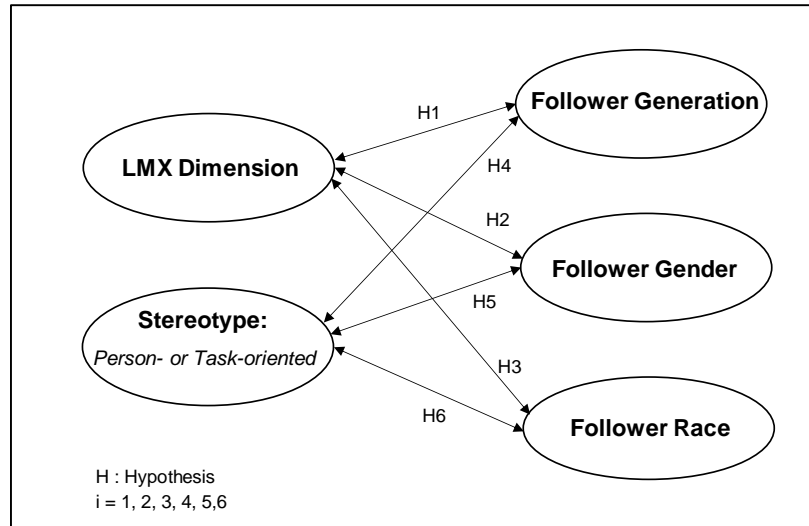 Follower Generation
H1
LMX Dimension
H4
H2
Follower Gender
Stereotype:
H5
Person- or Task-oriented
H3
H6
Follower Race
H : Hypothesis
i = 1, 2, 3, 4, 5,6